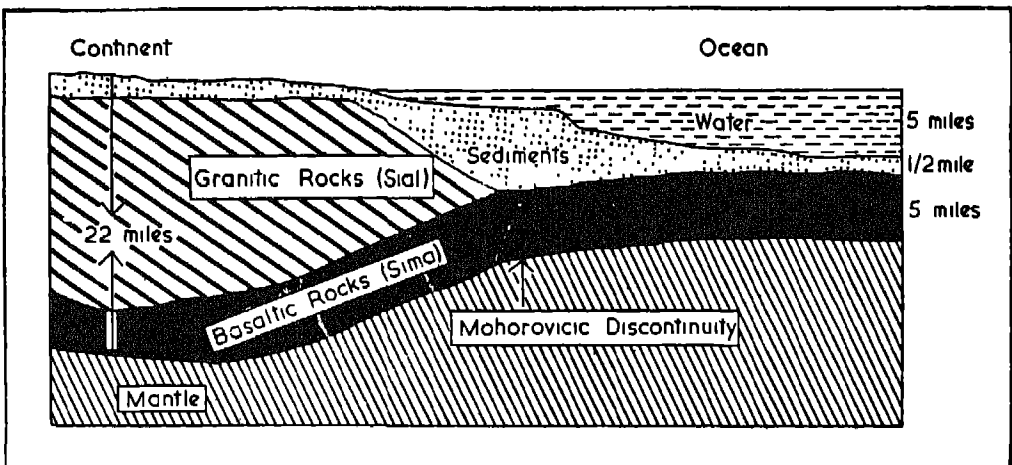 Continent
Ocean
Water
5 miles
Sediments
1/2 mile
Granitic Rocks (Sial)
5 miles
22 miles
Basaltic Rocks (Sima)
Mohorovicic Discontinuity
Mantle